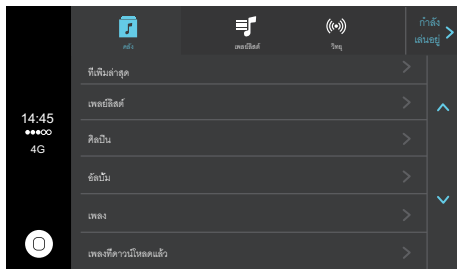 คลัง
เพลย์ลิสต์
วิทยุ
กำลัง
เล่นอยู่
ที่เพิ่มล่าสุด
เพลย์ลิสต์
14:45
ศิลปิน
4G
อัลบั้ม
เพลง
เพลงที่ดาวน์โหลดแล้ว